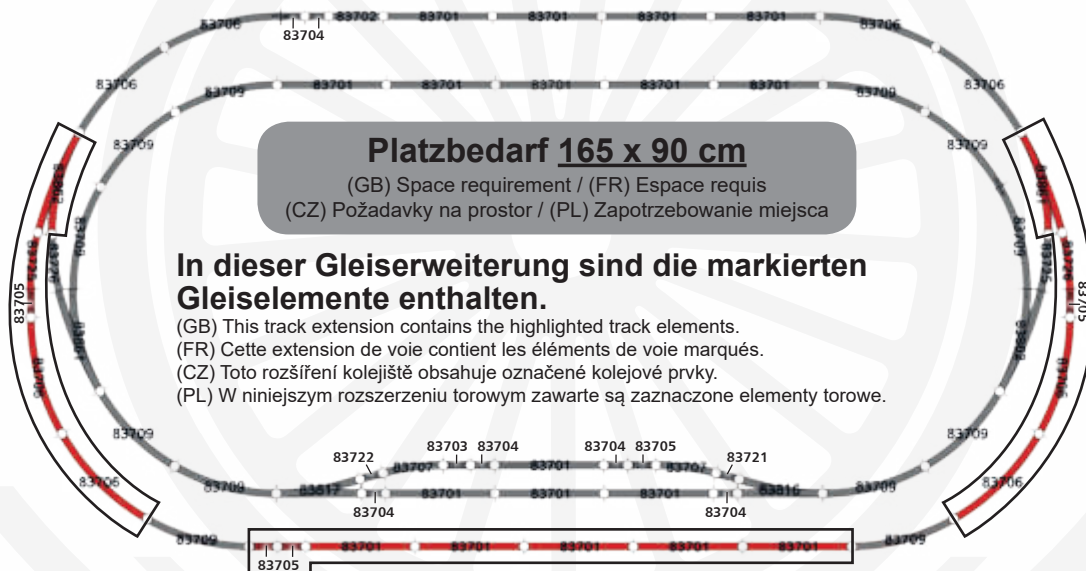 83706 83702 83701 83701 83701 83701 83706
83704
83706 83709 83701 83701 83701 83701 83701 83709 83706
83709 83709
Platzbedarf 165 x 90 cm
(GB) Space requirement / (FR) Espace requis
(CZ) Požadavky na prostor / (PL) Zapotrzebowanie miejsca
In dieser Gleiserweiterung sind die markierten
Gleiselemente enthalten.
(GB) This track extension contains the highlighted track elements.
(FR) Cette extension de voie contient les éléments de voie marqués.
(CZ) Toto rozšíření kolejiště obsahuje označené kolejové prvky.
(PL) W niniejszym rozszerzeniu torowym zawarte są zaznaczone elementy torowe.
83705
83705
83709 83709
83703 83704 83704 83705
83722 83707 83701 83707 83721
83706 83709 83817 83701 83701 83701 83816 83709 83706
83704 83704
83709 83701 83701 83701 83701 83701 83709
83705